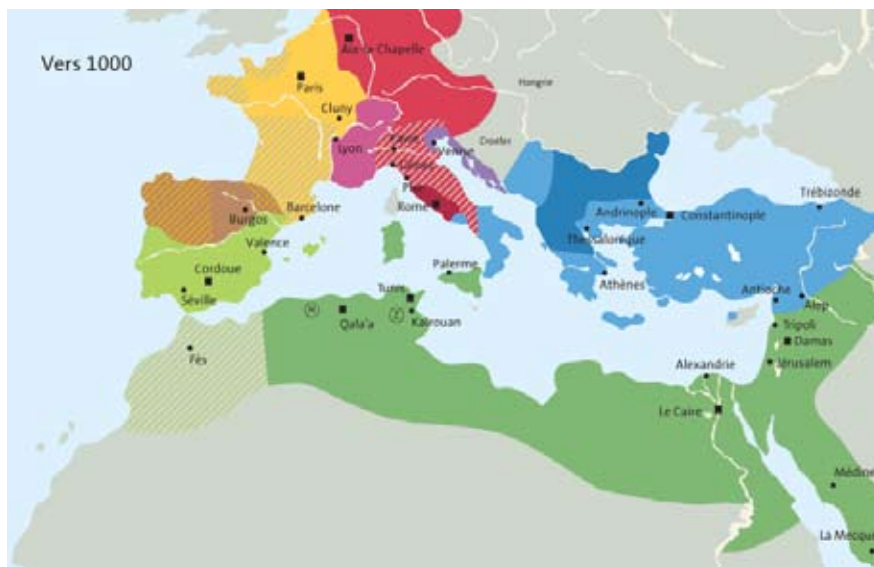 Vers 1000
Aix-la Chapelle
Paris
Hongrie
Cluny
Lyon
Venise
Croatie
Pise
Rome
Burgos
Barcelone
Valence
Cordoue
Séville
Andrinople
Constantinople
Trébizonde
Thessalonique
Athènes
Antioche
Alep
Palerme
Tunis
Qala'a
Kairouan
Fès
Tripoli
Damas
Jérusalem
Alexandrie
Le Caire
Médine
La Mecque